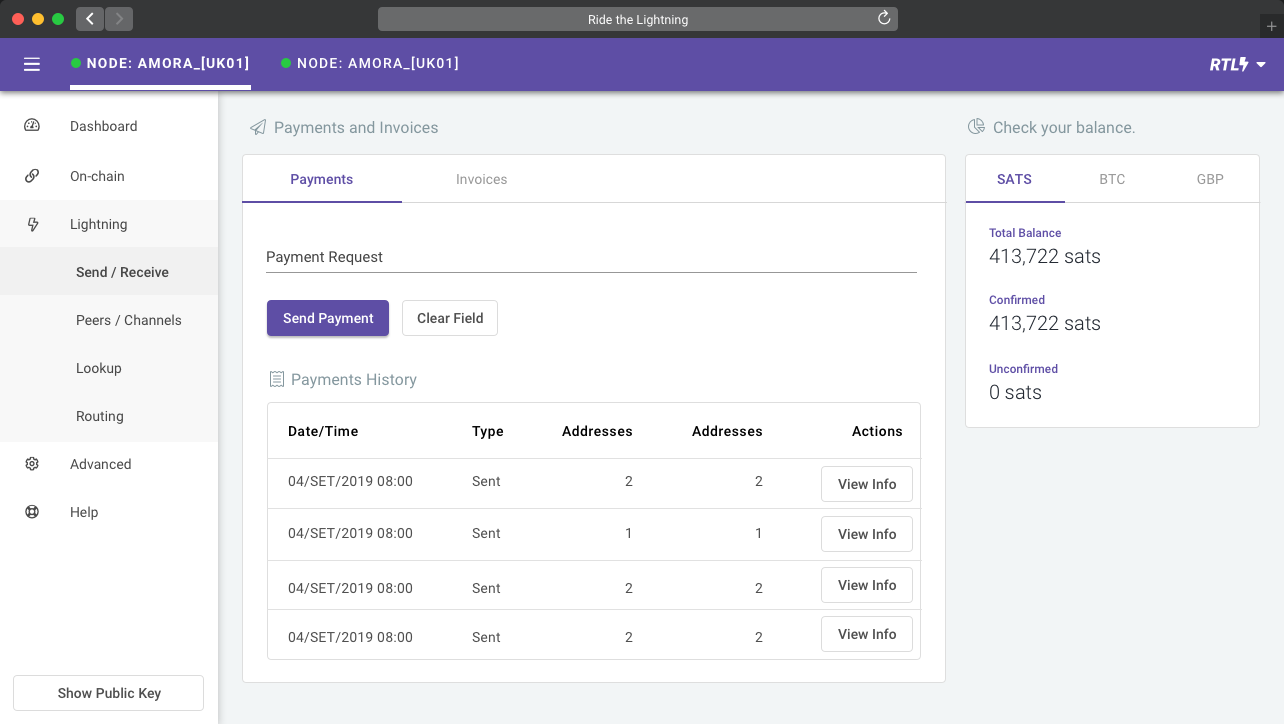 Ride the Lightning
NODE: AMORA_[UK01]
NODE: AMORA_[UK01]
RTL
Dashboard
On-chain
Lightning
Send / Receive
Peers / Channels
Lookup
Routing
Advanced
Help
Show Public Key
Payments and Invoices
Payments
Invoices
Payment Request
Send Payment
Clear Field
Payments History
Date/Time Type Addresses Addresses Actions
04/SET/2019 08:00 Sent 2 2 View Info
04/SET/2019 08:00 Sent 1 1 View Info
04/SET/2019 08:00 Sent 2 2 View Info
04/SET/2019 08:00 Sent 2 2 View Info
Check your balance.
SATS BTC GBP
Total Balance
413,722 sats
Confirmed
413,722 sats
Unconfirmed
0 sats